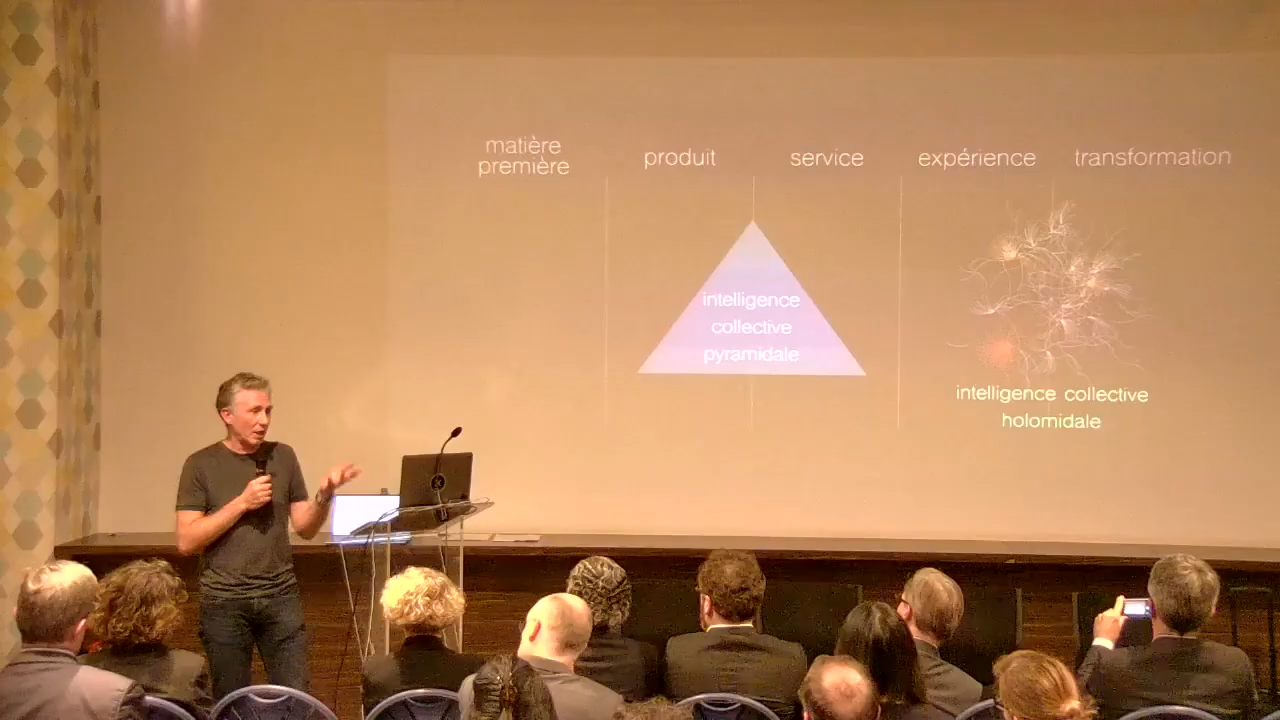 matière
première
produit
service
expérience
transformation
intelligence
collective
pyramidale
intelligence collective
holomidale